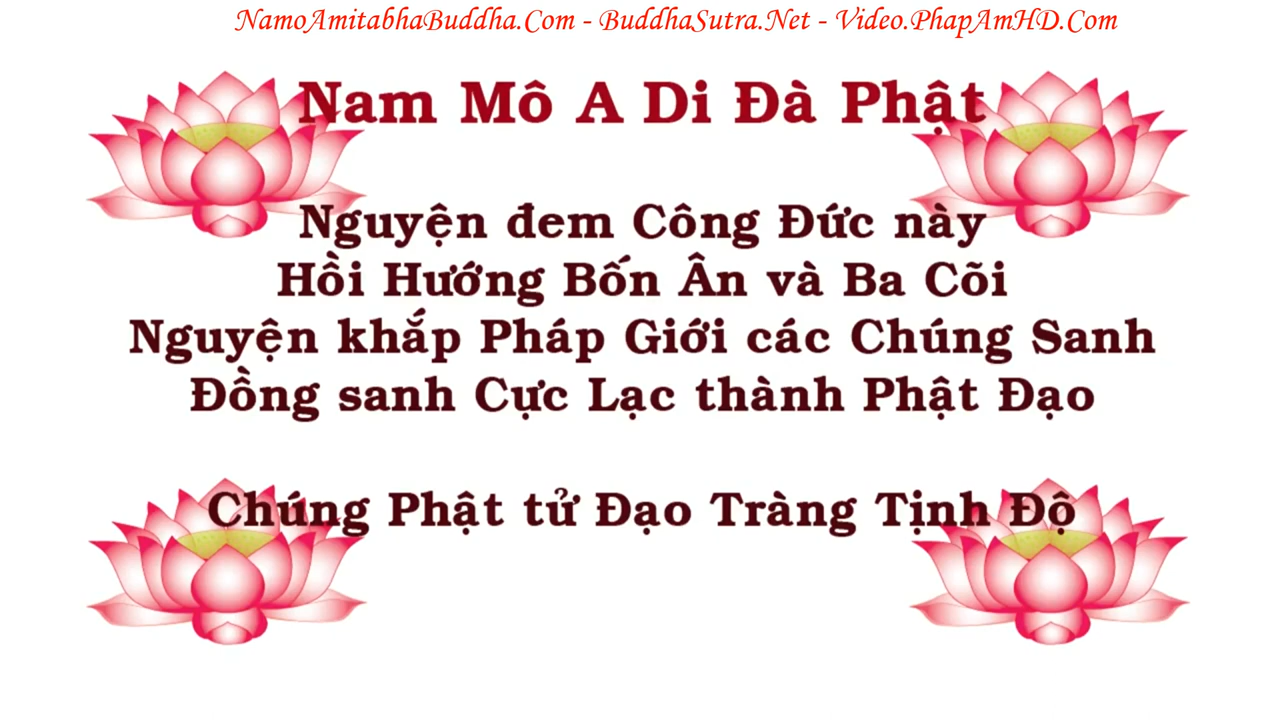 NamoAmitabhaBuddha.Com - BuddhaSutra.Net - Video.PhapAmHD.Com
Nam Mô A Di Đà Phật
Nguyện đem Công Đức này
Hồi Hướng Bốn Ân và Ba Cõi
Nguyện khắp Pháp Giới các Chúng Sanh
Đồng sanh Cực Lạc thành Phật Đạo
Chúng Phật tử Đạo Tràng Tịnh Độ